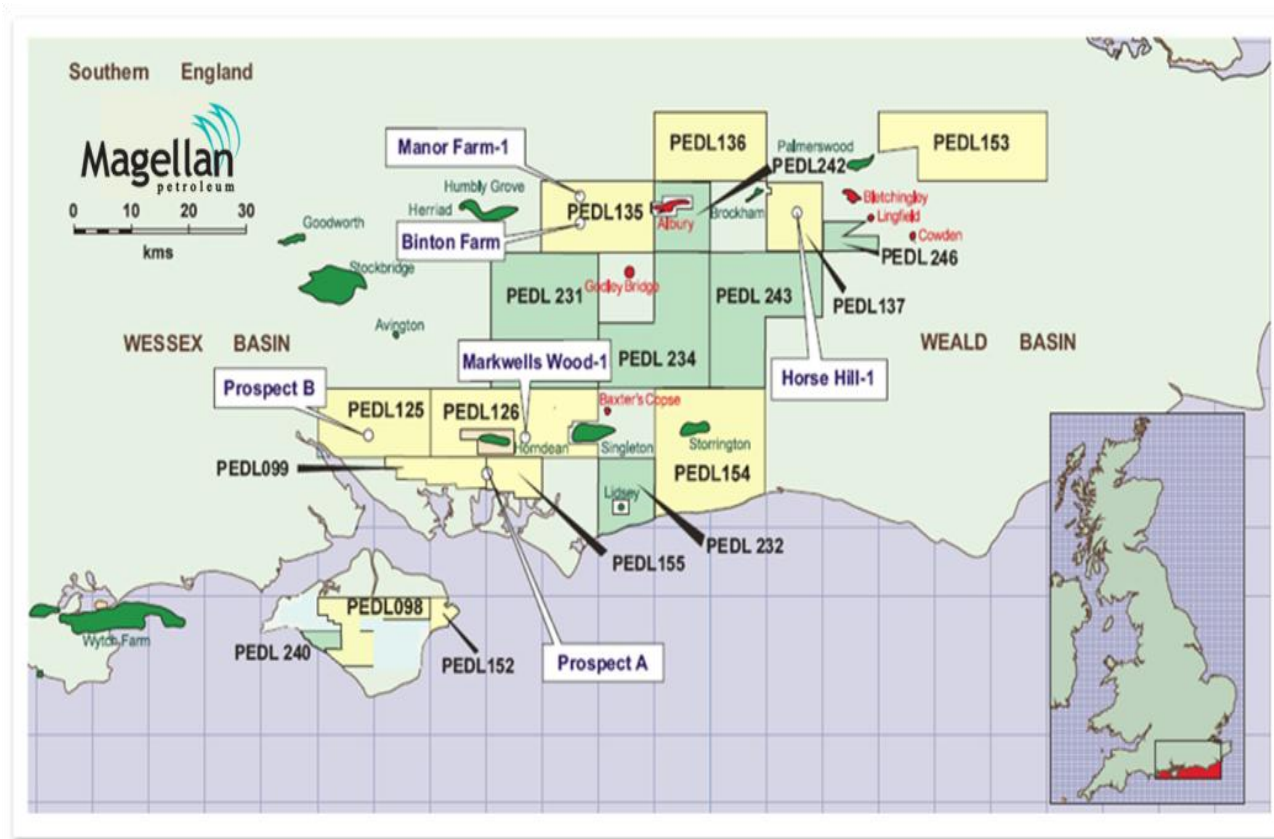 Southern England
Magellan
petroleum
0 10 20 30
kms
Manor Farm-1
Binton Farm
Humbly Grove
Herriad
Goodworth
Stockbridge
Avington
PEDL136
PEDL153
Palmerswood
PEDL242
PEDL135
Albury
Brockham
Bletchingley
Lingfield
Cowden
PEDL 246
PEDL137
PEDL 231
Godley Bridge
PEDL 243
PEDL 234
WESSEX BASIN
WEALD BASIN
Markwells Wood-1
Horse Hill-1
Prospect B
PEDL125
PEDL126
Baxter's Copse
Horndean
Singleton
Storrington
PEDL099
PEDL154
Lidsey
PEDL 232
PEDL155
PEDL098
Wytch Farm
PEDL 240
PEDL152
Prospect A